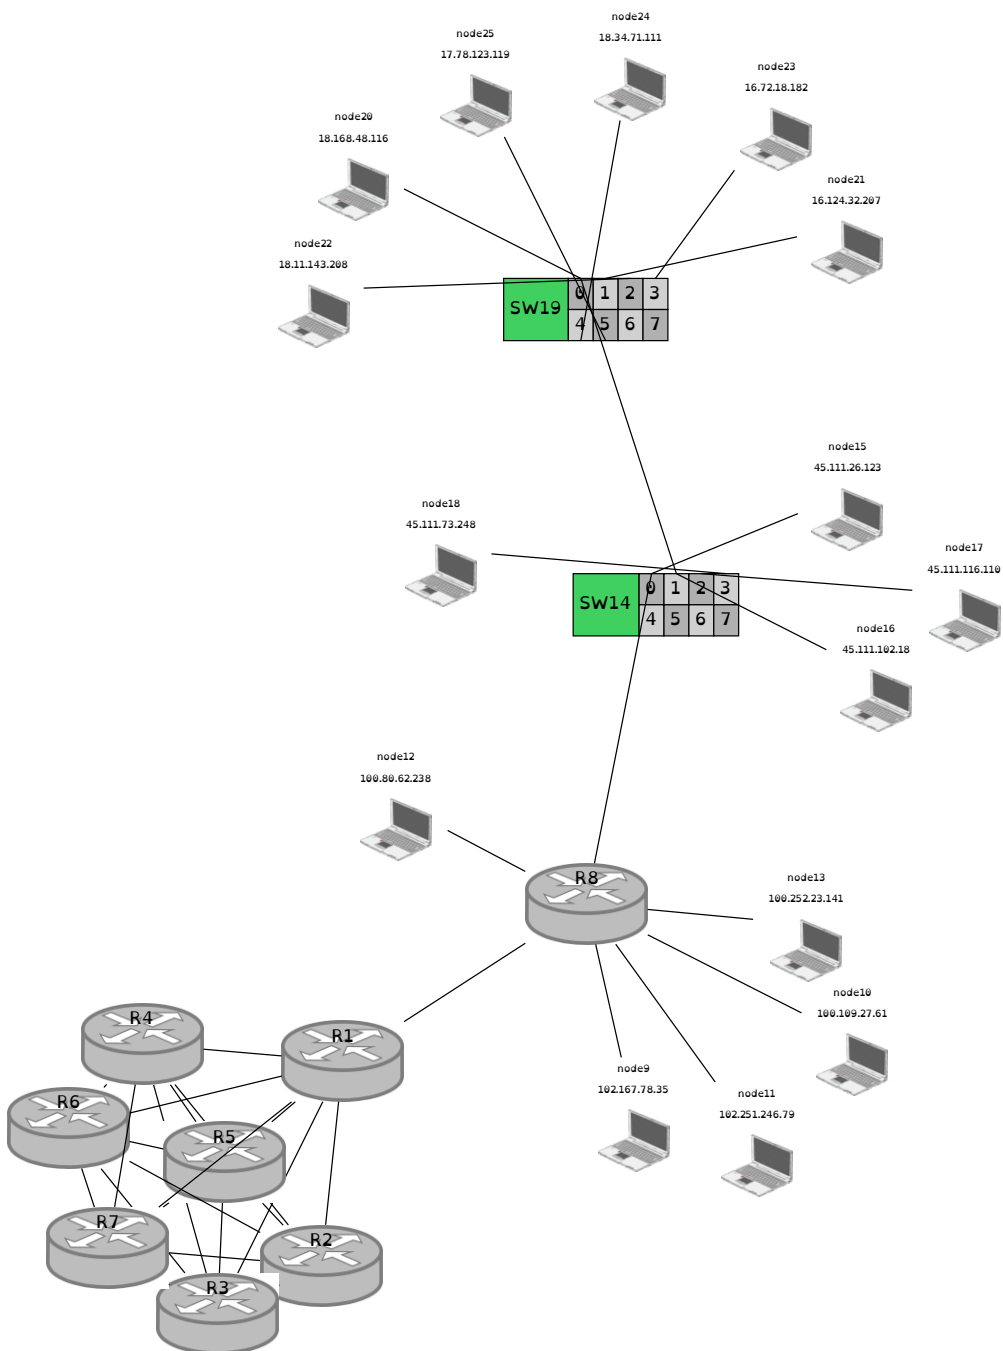 node24
18.34.71.111
node25
17.78.123.119
node23
16.72.18.182
node20
18.168.48.116
node21
16.124.32.207
node22
18.11.143.208
SW19
0 1 2 3
4 5 6 7
node15
45.111.26.123
node18
45.111.73.248
node17
45.111.116.110
SW14
0 1 2 3
4 5 6 7
node16
45.111.102.18
node12
100.80.62.238
R8
node13
100.252.23.141
node10
100.109.27.61
R4
R1
node9
102.167.78.35
node11
102.251.246.79
R6
R5
R7
R2
R3